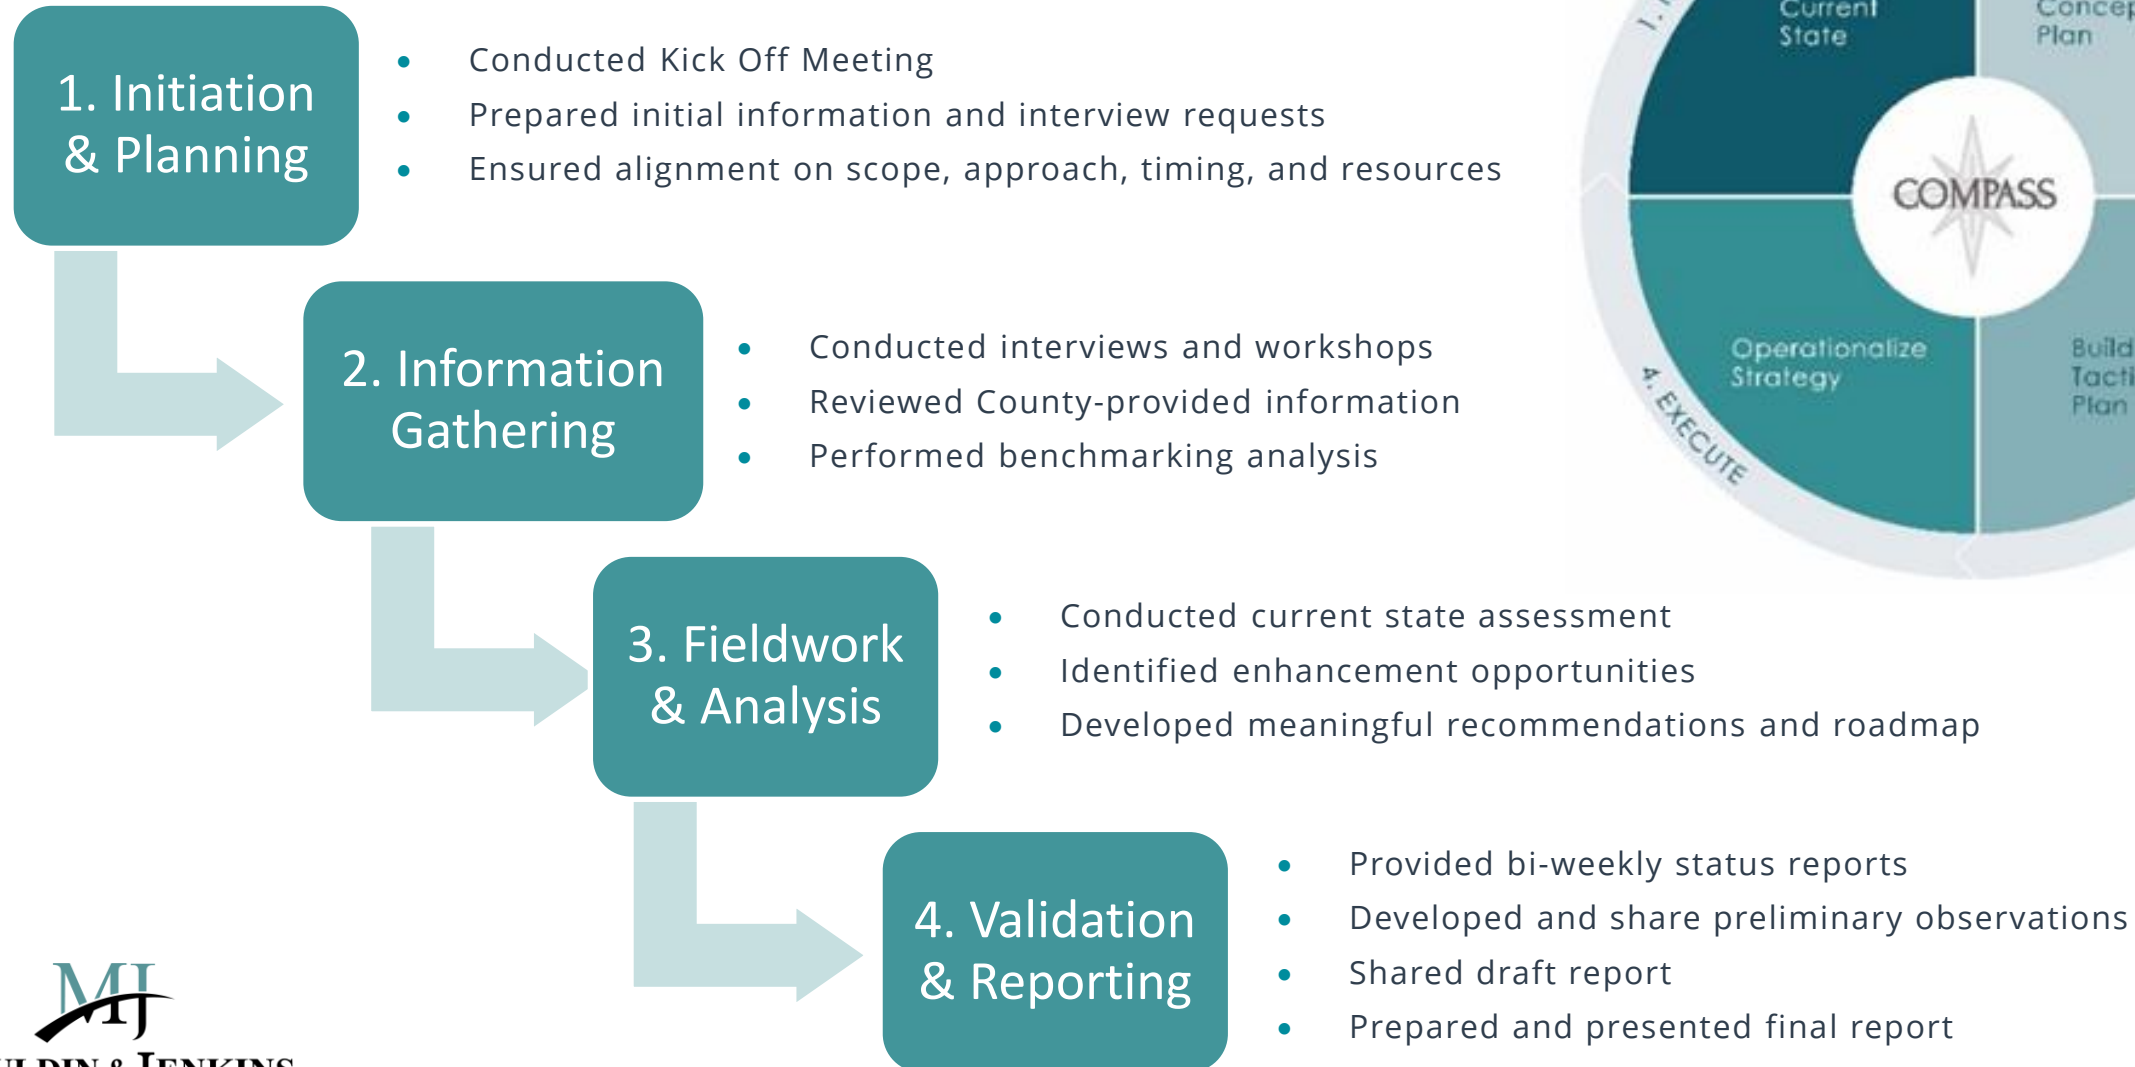 1. Initiation
& Planning
• Conducted Kick Off Meeting
• Prepared initial information and interview requests
• Ensured alignment on scope, approach, timing, and resources
Current
State
Plan
COMPASS
Operationalize
Strategy
Build
Plan
4. EXECUTE
2. Information
Gathering
• Conducted interviews and workshops
• Reviewed County-provided information
• Performed benchmarking analysis
3. Fieldwork
& Analysis
• Conducted current state assessment
• Identified enhancement opportunities
• Developed meaningful recommendations and roadmap
4. Validation
& Reporting
• Provided bi-weekly status reports
• Developed and share preliminary observations
• Shared draft report
• Prepared and presented final report
MJ
& JENKINS